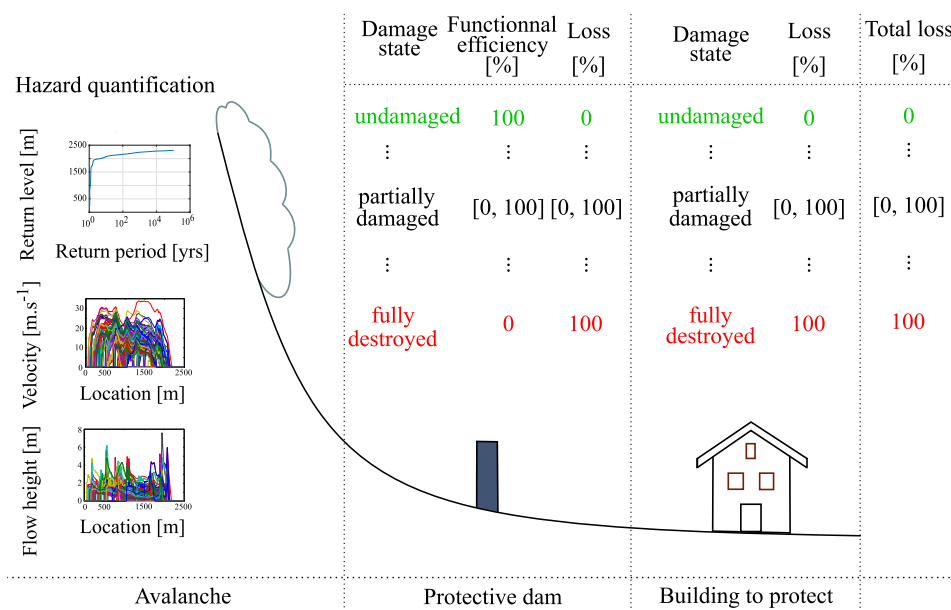 Hazard quantification
Return level [m]
2500
1500
500
10^0 10^2 10^4 10^6
Return period [yrs]
Velocity [m.s^-1]
30
20
10
0
0 500 1500 2500
Location [m]
Flow height [m]
8
6
4
2
0
0 500 1500 2500
Location [m]
Avalanche
Damage state
Functionnal efficiency [%]
Loss [%]
undamaged 100 0
⋮ ⋮ ⋮
partially damaged [0, 100] [0, 100]
⋮ ⋮ ⋮
fully destroyed 0 100
Protective dam
Damage state
Loss [%]
undamaged 0
⋮ ⋮
partially damaged [0, 100]
⋮ ⋮
fully destroyed 100
Building to protect
Total loss [%]
0
⋮
[0, 100]
⋮
100